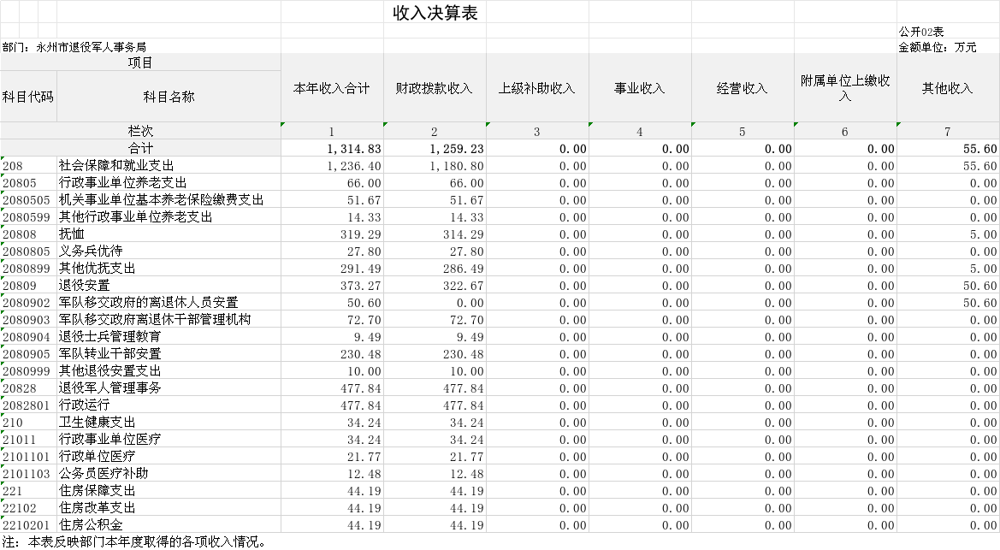 收入决算表
公开02表
部门：永州市退役军人事务局 金额单位：万元
项目 本年收入合计 财政拨款收入 上级补助收入 事业收入 经营收入 附属单位上缴收入 其他收入
科目代码 科目名称
栏次 1 2 3 4 5 6 7
合计 1,314.83 1,259.23 0.00 0.00 0.00 0.00 55.60
208 社会保障和就业支出 1,236.40 1,180.80 0.00 0.00 0.00 0.00 55.60
20805 行政事业单位养老支出 66.00 66.00 0.00 0.00 0.00 0.00 0.00
2080505 机关事业单位基本养老保险缴费支出 51.67 51.67 0.00 0.00 0.00 0.00 0.00
2080599 其他行政事业单位养老支出 14.33 14.33 0.00 0.00 0.00 0.00 0.00
20808 抚恤 319.29 314.29 0.00 0.00 0.00 0.00 5.00
2080805 义务兵优待 27.80 27.80 0.00 0.00 0.00 0.00 0.00
2080899 其他优抚支出 291.49 286.49 0.00 0.00 0.00 0.00 5.00
20809 退役安置 373.27 322.67 0.00 0.00 0.00 0.00 50.60
2080902 军队移交政府的离退休人员安置 50.60 0.00 0.00 0.00 0.00 0.00 50.60
2080903 军队移交政府离退休干部管理机构 72.70 72.70 0.00 0.00 0.00 0.00 0.00
2080904 退役士兵管理教育 9.49 9.49 0.00 0.00 0.00 0.00 0.00
2080905 军队转业干部安置 230.48 230.48 0.00 0.00 0.00 0.00 0.00
2080999 其他退役安置支出 10.00 10.00 0.00 0.00 0.00 0.00 0.00
20828 退役军人管理事务 477.84 477.84 0.00 0.00 0.00 0.00 0.00
2082801 行政运行 477.84 477.84 0.00 0.00 0.00 0.00 0.00
210 卫生健康支出 34.24 34.24 0.00 0.00 0.00 0.00 0.00
21011 行政事业单位医疗 34.24 34.24 0.00 0.00 0.00 0.00 0.00
2101101 行政单位医疗 21.77 21.77 0.00 0.00 0.00 0.00 0.00
2101103 公务员医疗补助 12.48 12.48 0.00 0.00 0.00 0.00 0.00
221 住房保障支出 44.19 44.19 0.00 0.00 0.00 0.00 0.00
22102 住房改革支出 44.19 44.19 0.00 0.00 0.00 0.00 0.00
2210201 住房公积金 44.19 44.19 0.00 0.00 0.00 0.00 0.00
注：本表反映部门本年度取得的各项收入情况。